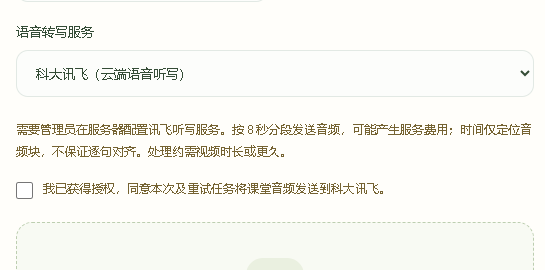 语音转写服务
科大讯飞（云端语音听写）
需要管理员在服务器配置讯飞听写服务。按 8 秒分段发送音频，可能产生服务费用；时间仅定位音
频块，不保证逐句对齐。处理约需视频时长或更久。
我已获得授权，同意本次及重试任务将课堂音频发送到科大讯飞。